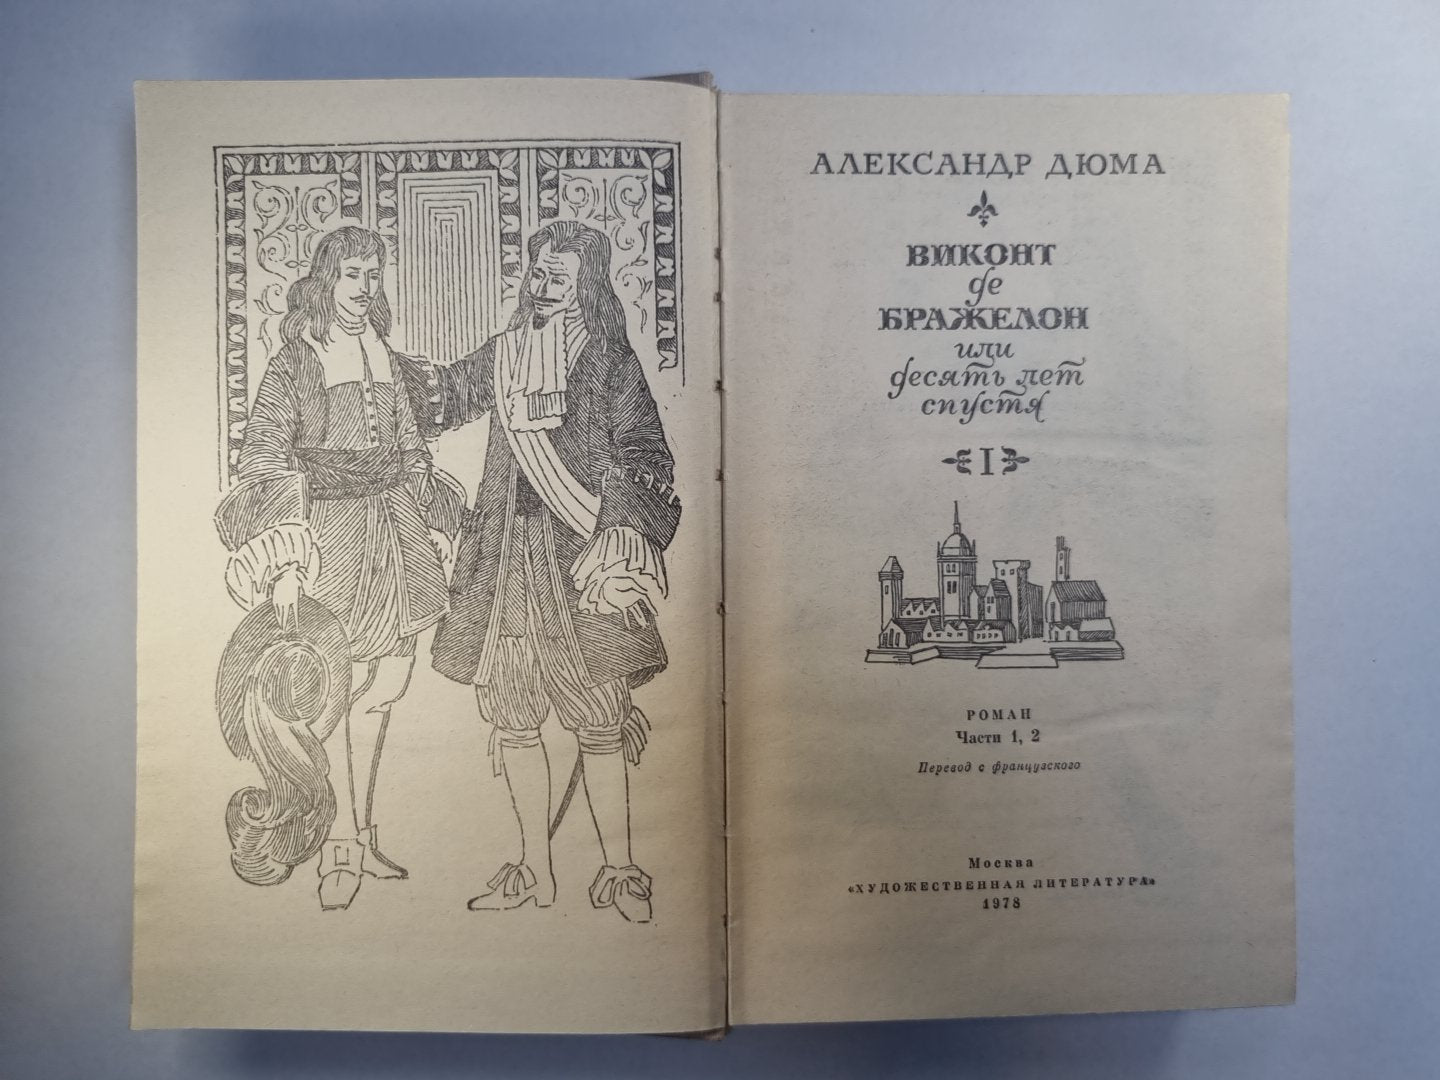 АЛЕКСАНДР ДЮМА
ВИКОНТ
де
БРАЖЕЛОН
или
десять лет
спустя
I
РОМАН
Части 1, 2
Перевод с французского
Москва
«ХУДОЖЕСТВЕННАЯ ЛИТЕРАТУРА»
1978